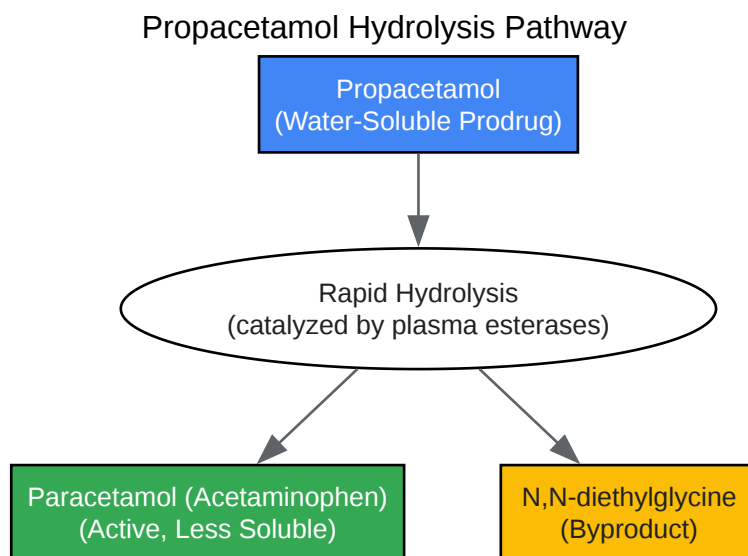 Propacetamol Hydrolysis Pathway
Propacetamol
(Water-Soluble Prodrug)
Rapid Hydrolysis
(catalyzed by plasma esterases)
Paracetamol (Acetaminophen)
(Active, Less Soluble)
N,N-diethylglycine
(Byproduct)